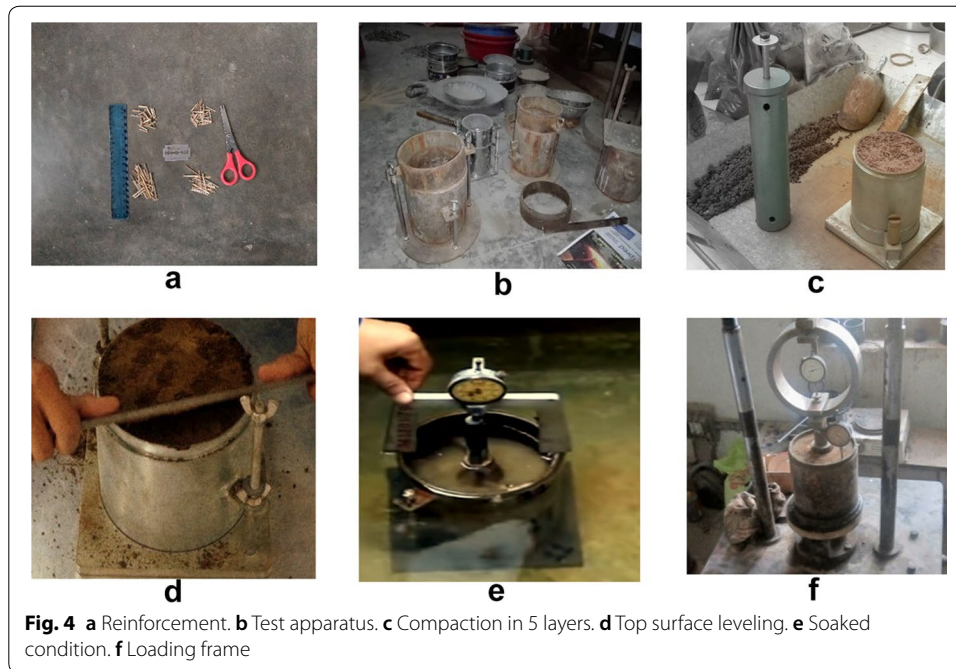 a
b
c
d
e
f
Fig. 4 a Reinforcement. b Test apparatus. c Compaction in 5 layers. d Top surface leveling. e Soaked
condition. f Loading frame